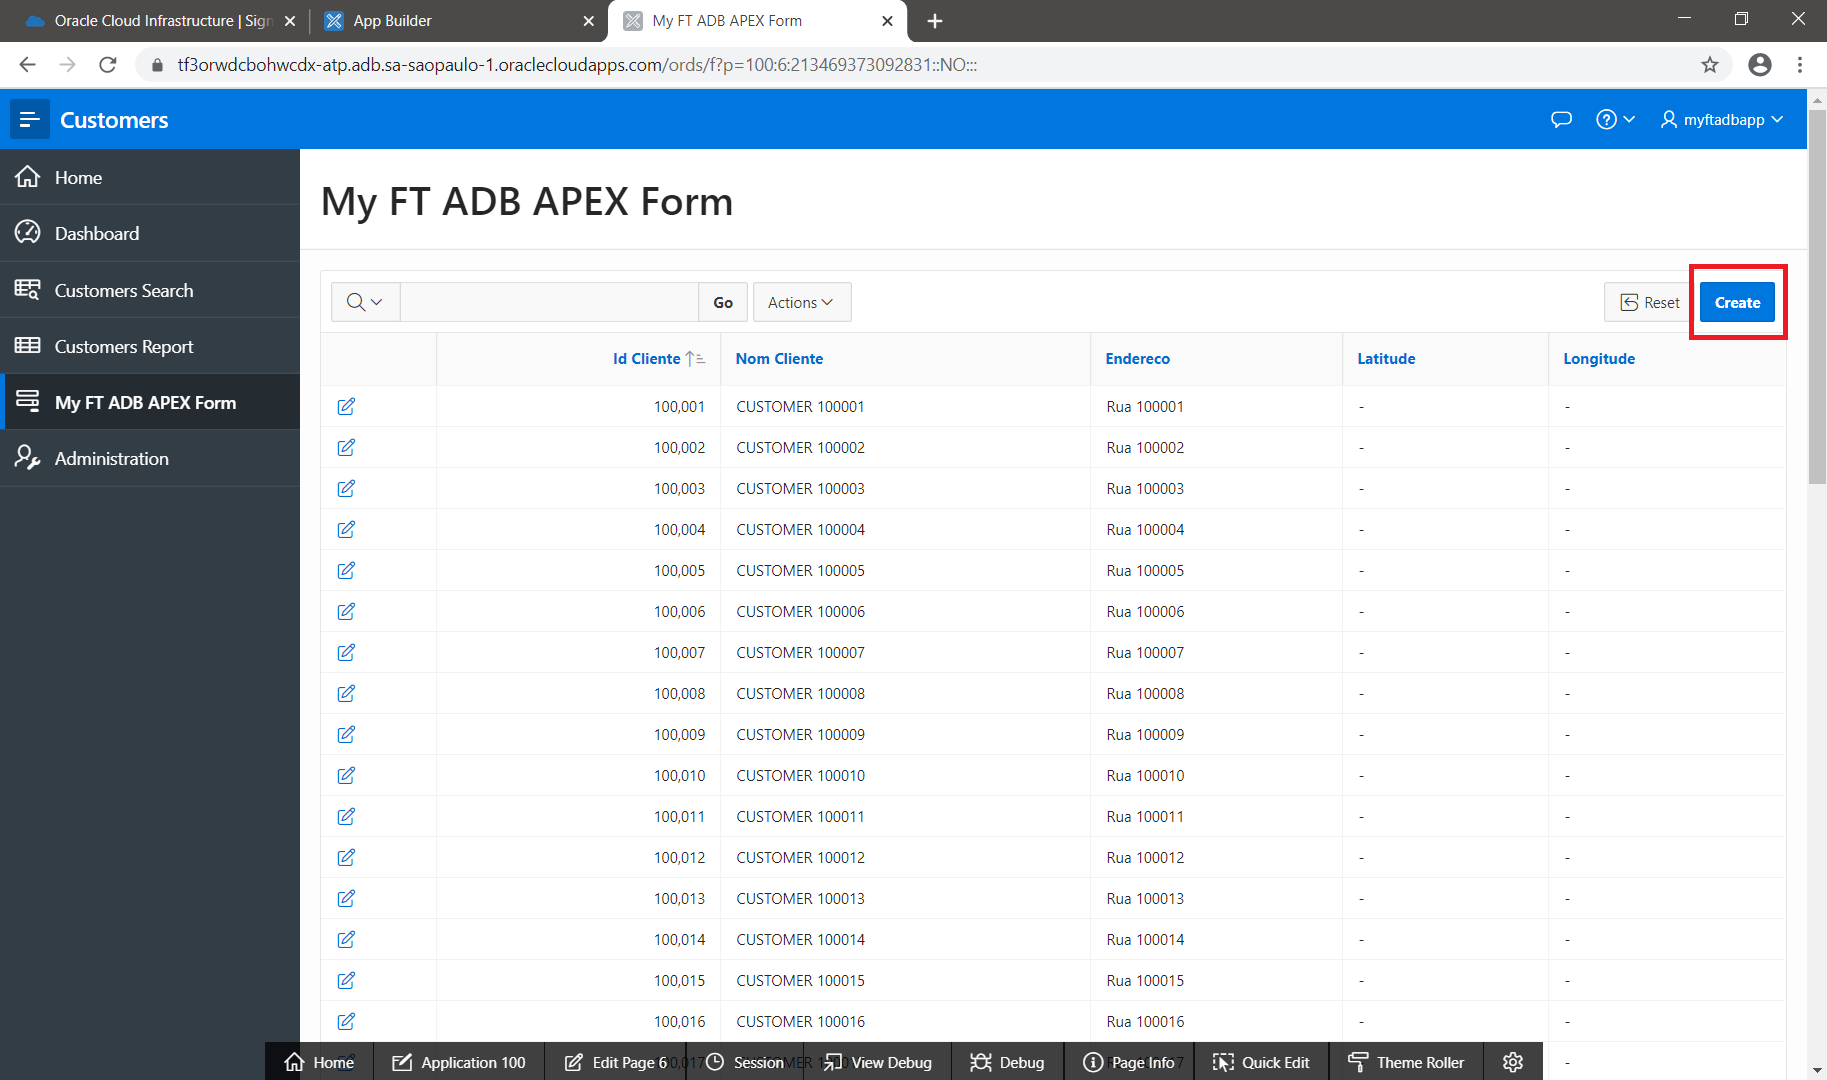 Oracle Cloud Infrastructure | Sign
App Builder
My FT ADB APEX Form
tf3orwdcbohwcdx-atp.adb.sa-saopaulo-1.oraclecloudapps.com/ords/f?p=100:6:213469373092831::NO:::
Customers
myftadbapp
Home
Dashboard
Customers Search
Customers Report
My FT ADB APEX Form
Administration
My FT ADB APEX Form
Go Actions Reset Create
Id Cliente Nom Cliente Endereco Latitude Longitude
100,001 CUSTOMER 100001 Rua 100001 - -
100,002 CUSTOMER 100002 Rua 100002 - -
100,003 CUSTOMER 100003 Rua 100003 - -
100,004 CUSTOMER 100004 Rua 100004 - -
100,005 CUSTOMER 100005 Rua 100005 - -
100,006 CUSTOMER 100006 Rua 100006 - -
100,007 CUSTOMER 100007 Rua 100007 - -
100,008 CUSTOMER 100008 Rua 100008 - -
100,009 CUSTOMER 100009 Rua 100009 - -
100,010 CUSTOMER 100010 Rua 100010 - -
100,011 CUSTOMER 100011 Rua 100011 - -
100,012 CUSTOMER 100012 Rua 100012 - -
100,013 CUSTOMER 100013 Rua 100013 - -
100,014 CUSTOMER 100014 Rua 100014 - -
100,015 CUSTOMER 100015 Rua 100015 - -
100,016 CUSTOMER 100016 Rua 100016 - -
Home Application 100 Edit Page 6 Session View Debug Debug Page Info Quick Edit Theme Roller -